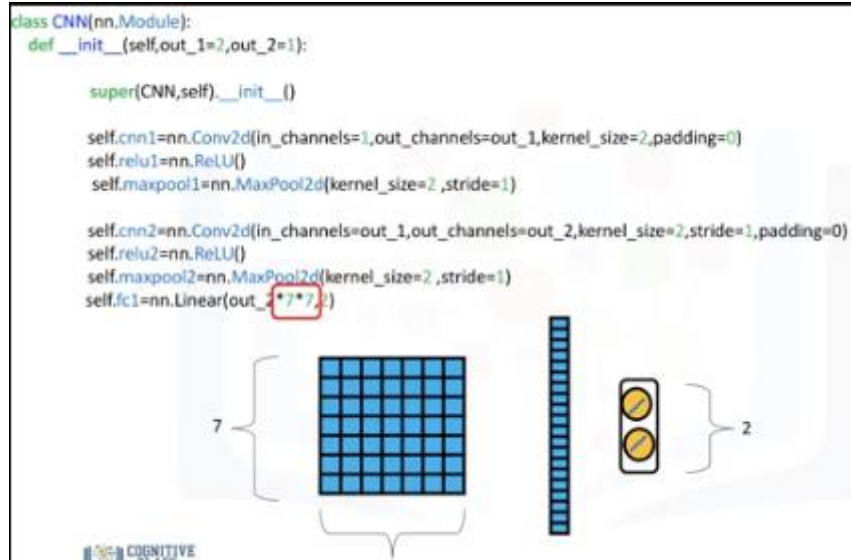 class CNN(nn.Module):
def __init__(self,out_1=2,out_2=1):
super(CNN,self).__init__()
self.cnn1=nn.Conv2d(in_channels=1,out_channels=out_1,kernel_size=2,padding=0)
self.relu1=nn.ReLU()
self.maxpool1=nn.MaxPool2d(kernel_size=2 ,stride=1)
self.cnn2=nn.Conv2d(in_channels=out_1,out_channels=out_2,kernel_size=2,stride=1,padding=0)
self.relu2=nn.ReLU()
self.maxpool2=nn.MaxPool2d(kernel_size=2 ,stride=1)
self.fc1=nn.Linear(out_2*7*7,2)
7
2
COGNITIVE